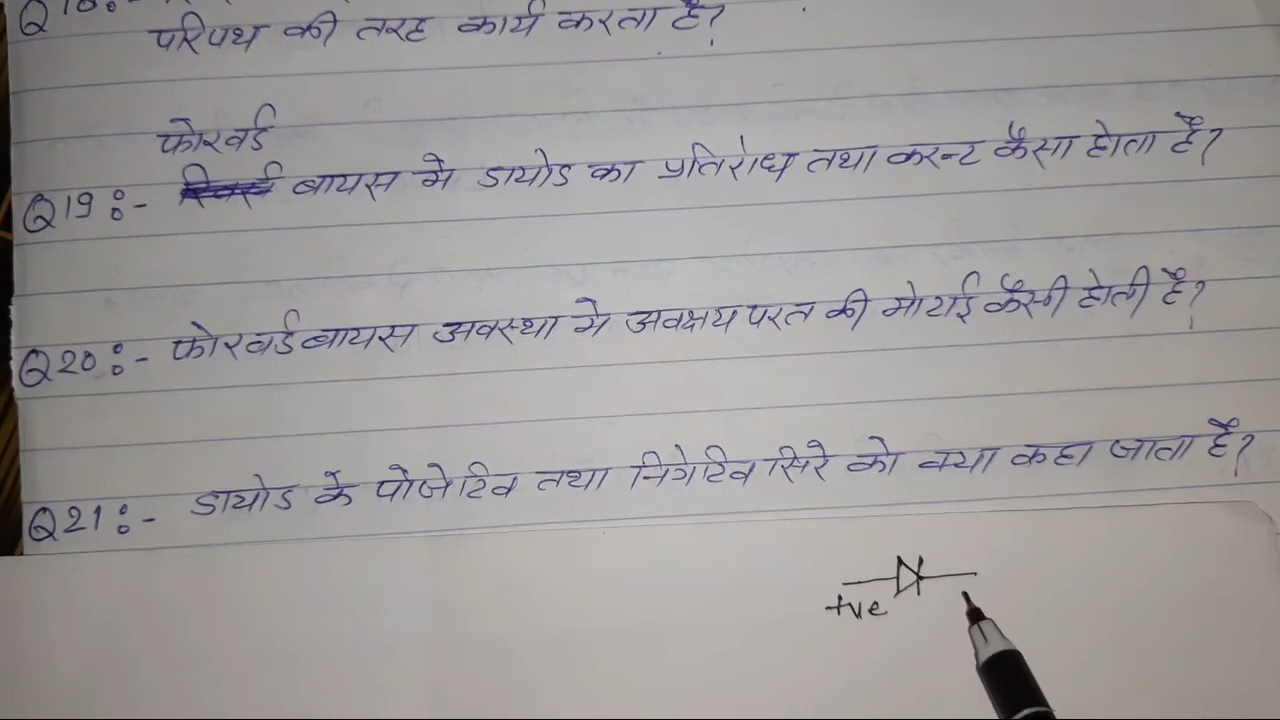 Q18:-
परिपथ की तरह कार्य करता है?
फोरवर्ड
Q19:- बायस मे डायोड का प्रतिरोध तथा करन्ट कैसा होता है?
Q20:- फोरवर्ड बायस अवस्था मे अवक्षय परत की मोटाई कैसी होती है?
Q21:- डायोड के पोजेटिव तथा निगेटिव सिरे को क्या कहा जाता है?
+ve